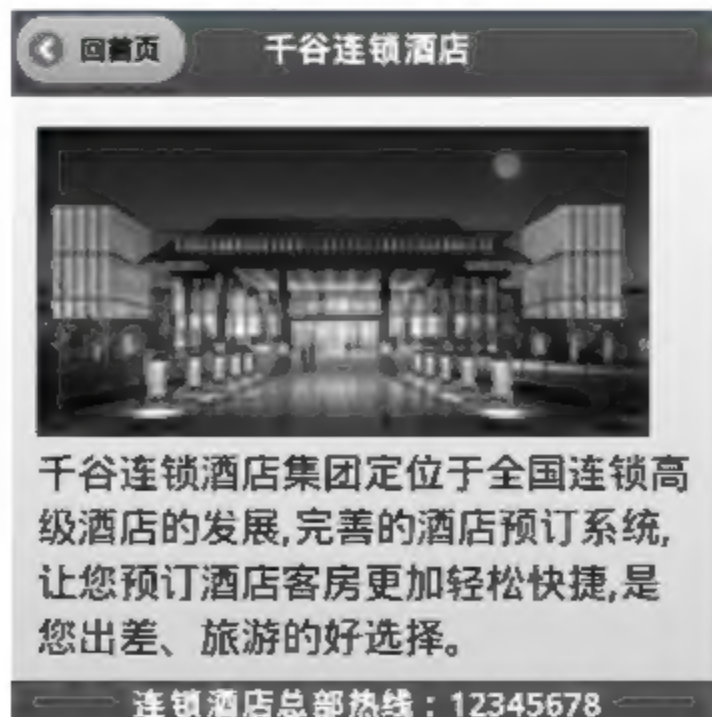 回首页 千谷连锁酒店
千谷连锁酒店集团定位于全国连锁高
级酒店的发展,完善的酒店预订系统,
让您预订酒店客房更加轻松快捷,是
您出差、旅游的好选择。
连锁酒店总部热线：12345678